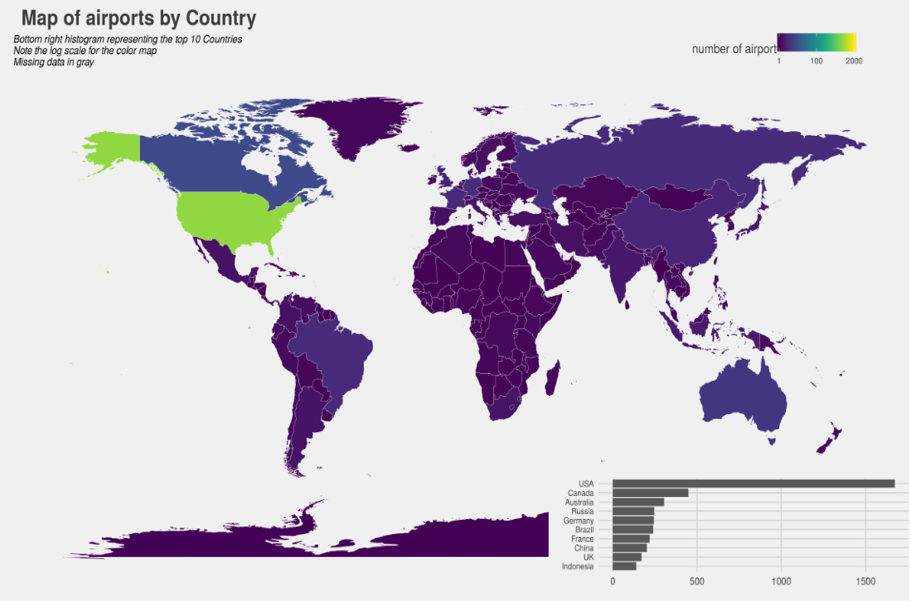 Map of airports by Country
Bottom right histogram representing the top 10 Countries
Note the log scale for the color map
Missing data in gray
number of airport
1 100 2000
USA
Canada
Australia
Russia
Germany
Brazil
France
China
UK
Indonesia
0 500 1000 1500